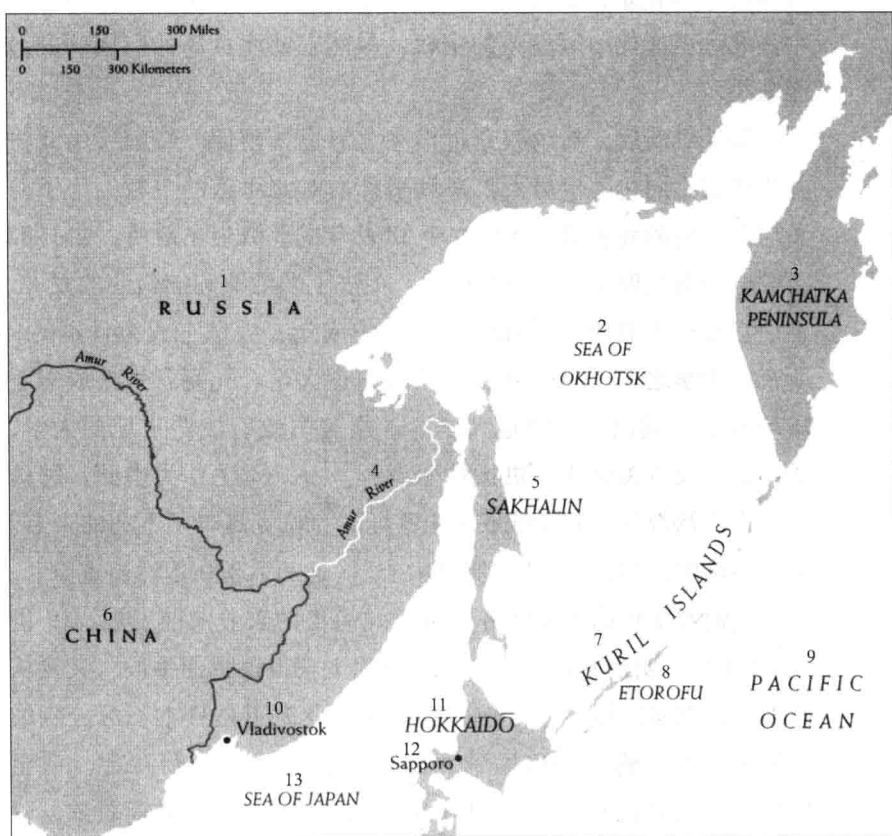 0 150 300 Miles
0 150 300 Kilometers
1
RUSSIA
2
SEA OF
OKHOTSK
3
KAMCHATKA
PENINSULA
Amur River
4
Amur River
5
SAKHALIN
6
CHINA
7
KURIL ISLANDS
8
ETOROFU
9
PACIFIC
OCEAN
10
Vladivostok
11
HOKKAIDŌ
12
Sapporo
13
SEA OF JAPAN